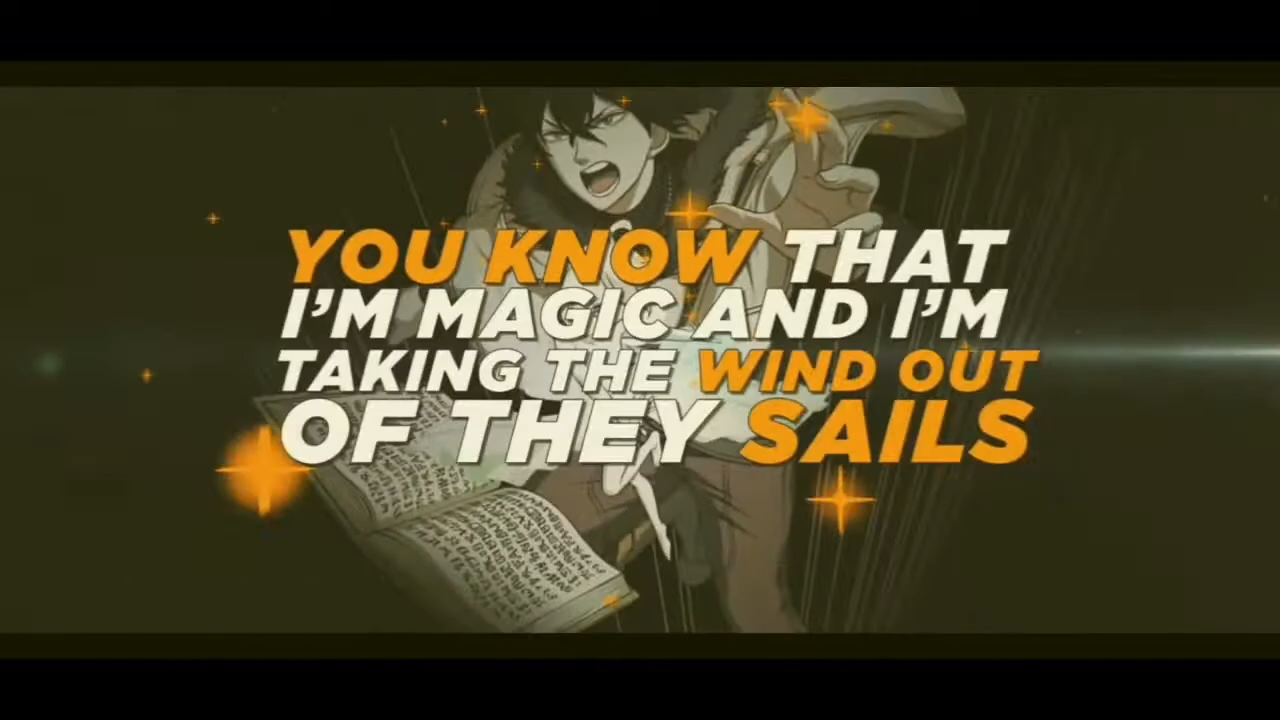 YOU KNOW THAT
I'M MAGIC AND I'M
TAKING THE WIND OUT
OF THEY SAILS